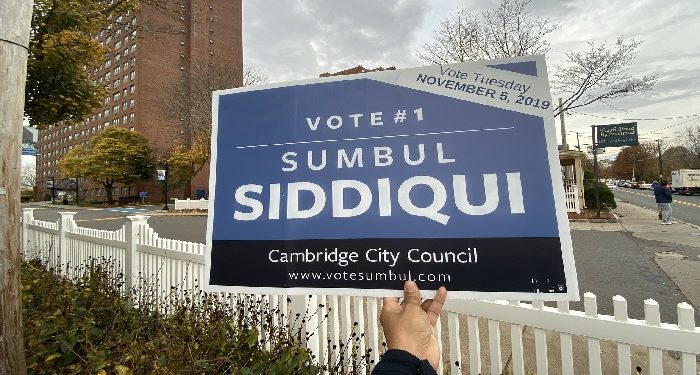 Vote Tuesday
NOVEMBER 5, 2019
VOTE #1
SUMBUL
SIDDIQUI
Cambridge City Council
www.votesumbul.com